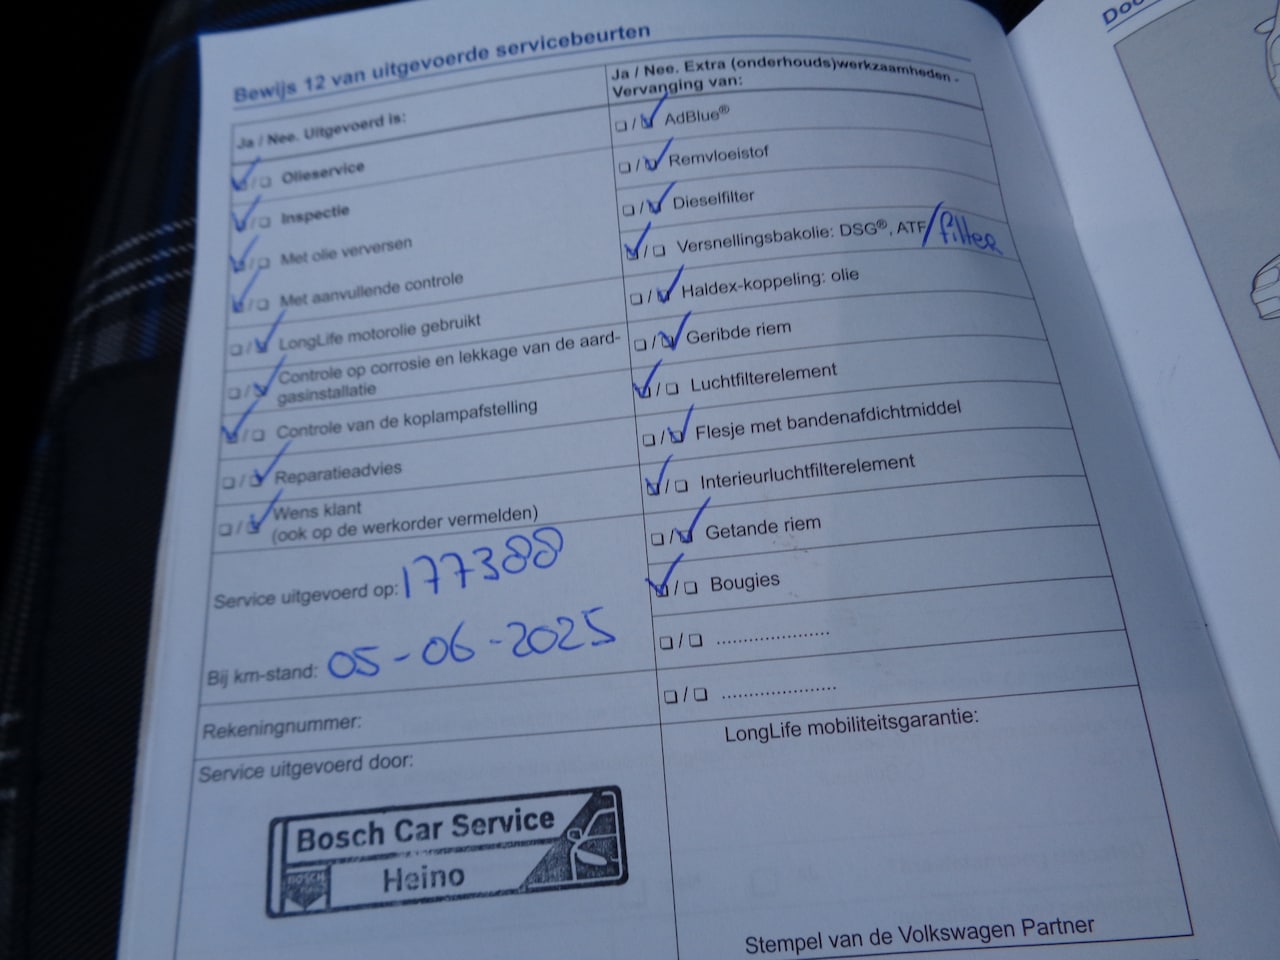 Bewijs 12 van uitgevoerde servicebeurten
Ja / Nee. Uitgevoerd is:
☑/☐ Olieservice
☑/☐ Inspectie
☑/☐ Met olie verversen
☑/☐ Met aanvullende controle
☐/☑ LongLife motorolie gebruikt
☐/☑ Controle op corrosie en lekkage van de aard-
gasinstallatie
☑/☐ Controle van de koplampafstelling
☐/☑ Reparatieadvies
☐/☑ Wens klant
(ook op de werkorder vermelden)
Service uitgevoerd op: 177388
Bij km-stand: 05-06-2025
Rekeningnummer:
Service uitgevoerd door:
Bosch Car Service
Heino
BOSCH
Ja / Nee. Extra (onderhouds)werkzaamheden -
Vervanging van:
☐/☑ AdBlue®
☐/☑ Remvloeistof
☐/☑ Dieselfilter
☑/☐ Versnellingsbakolie: DSG®, ATF/filter
☐/☑ Haldex-koppeling: olie
☐/☑ Geribde riem
☑/☐ Luchtfilterelement
☐/☑ Flesje met bandenafdichtmiddel
☑/☐ Interieurluchtfilterelement
☐/☑ Getande riem
☑/☐ Bougies
☐/☐ .....................
☐/☐ .....................
LongLife mobiliteitsgarantie:
Stempel van de Volkswagen Partner